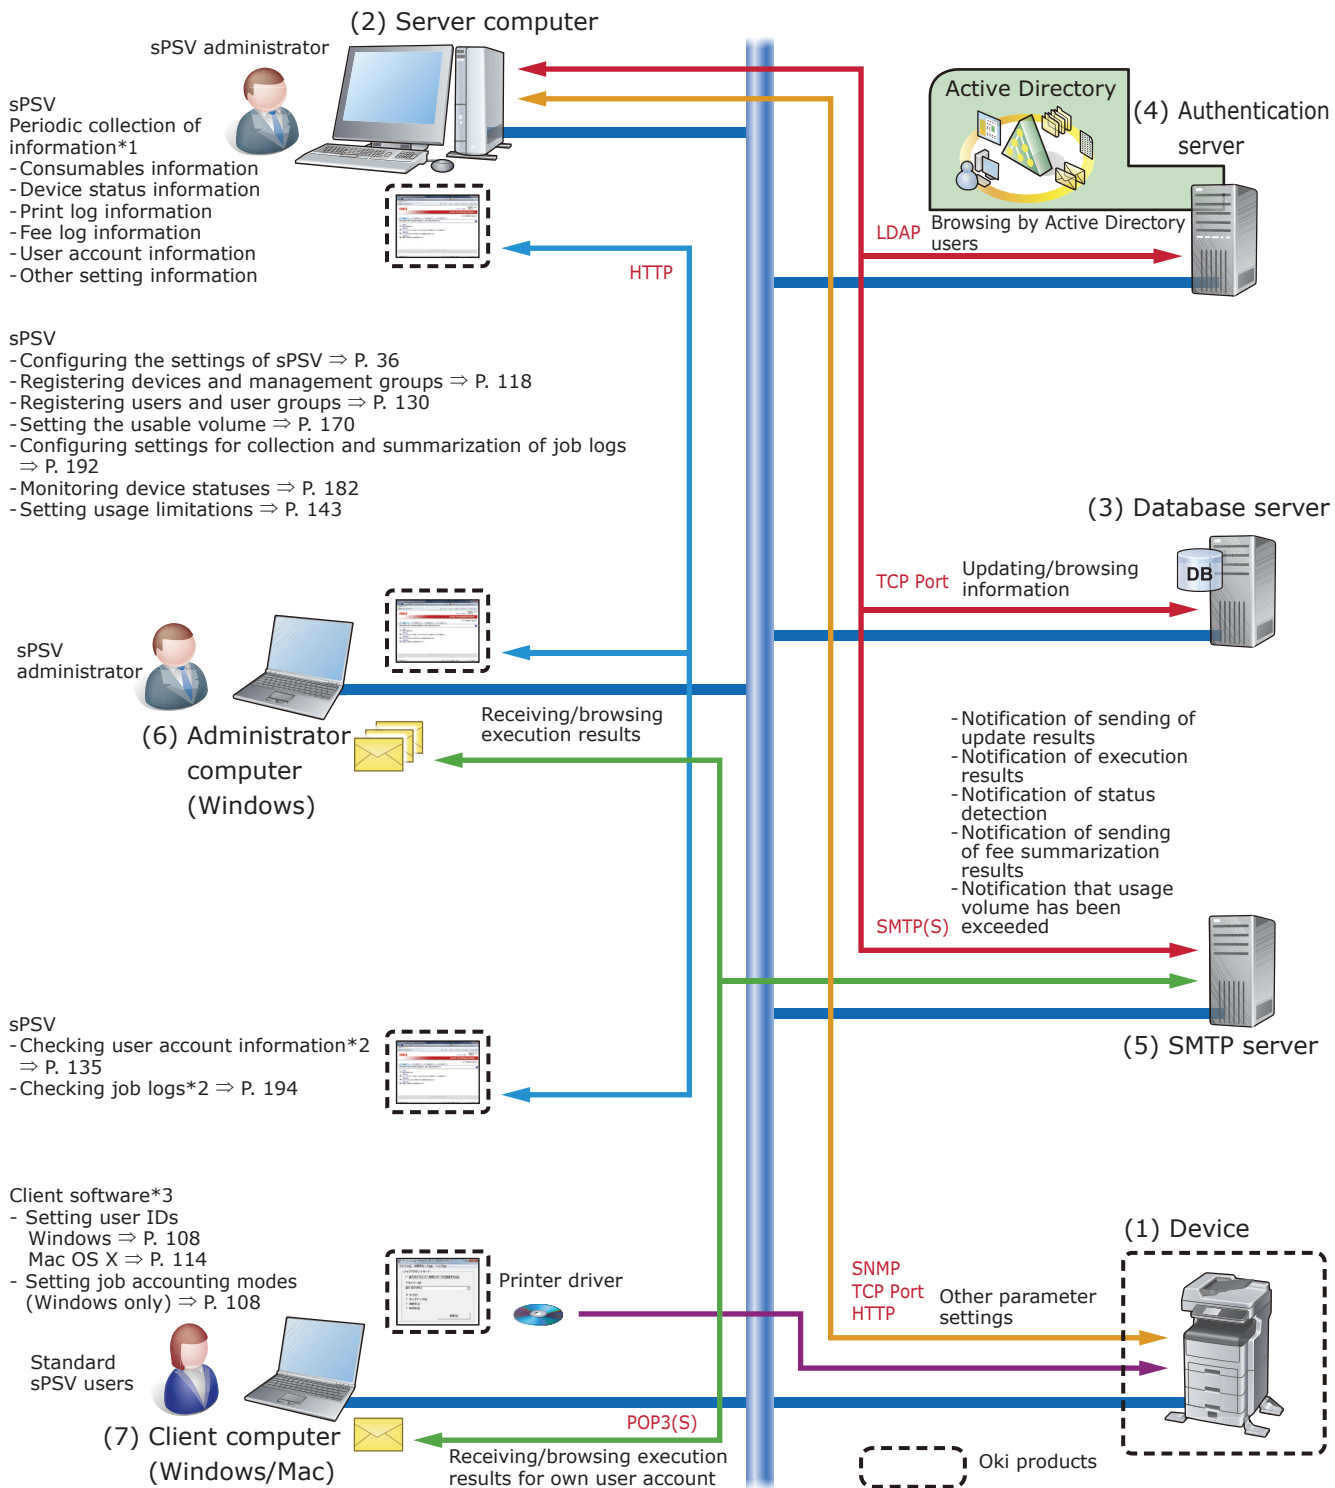 (2) Server computer
sPSV administrator
sPSV
Periodic collection of
information*1
-Consumables information
-Device status information
-Print log information
-Fee log information
-User account information
-Other setting information
HTTP
Active Directory
(4) Authentication
server
LDAP
Browsing by Active Directory
users
sPSV
-Configuring the settings of sPSV ⇒ P. 36
-Registering devices and management groups ⇒ P. 118
-Registering users and user groups ⇒ P. 130
-Setting the usable volume ⇒ P. 170
-Configuring settings for collection and summarization of job logs
⇒ P. 192
-Monitoring device statuses ⇒ P. 182
-Setting usage limitations ⇒ P. 143
(3) Database server
DB
TCP Port
Updating/browsing
information
sPSV
administrator
(6) Administrator
computer
(Windows)
Receiving/browsing
execution results
-Notification of sending of
update results
-Notification of execution
results
-Notification of status
detection
-Notification of sending
of fee summarization
results
-Notification that usage
volume has been
exceeded
SMTP(S)
(5) SMTP server
sPSV
-Checking user account information*2
⇒ P. 135
-Checking job logs*2 ⇒ P. 194
Client software*3
- Setting user IDs
Windows ⇒ P. 108
Mac OS X ⇒ P. 114
- Setting job accounting modes
(Windows only) ⇒ P. 108
Printer driver
(1) Device
SNMP
TCP Port
HTTP
Other parameter
settings
Standard
sPSV users
(7) Client computer
(Windows/Mac)
POP3(S)
Receiving/browsing execution
results for own user account
Oki products